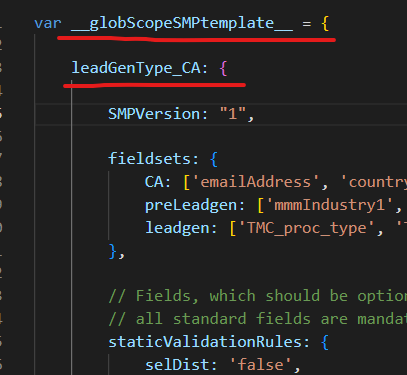 var __globScopeSMPtemplate__ = {
leadGenType_CA: {
SMPVersion: "1",
fieldsets: {
CA: ['emailAddress', 'country
preLeadgen: ['mmmIndustry1',
leadgen: ['TMC_proc_type', '
},
// Fields, which should be option
// all standard fields are mandat
staticValidationRules: {
selDist: 'false',